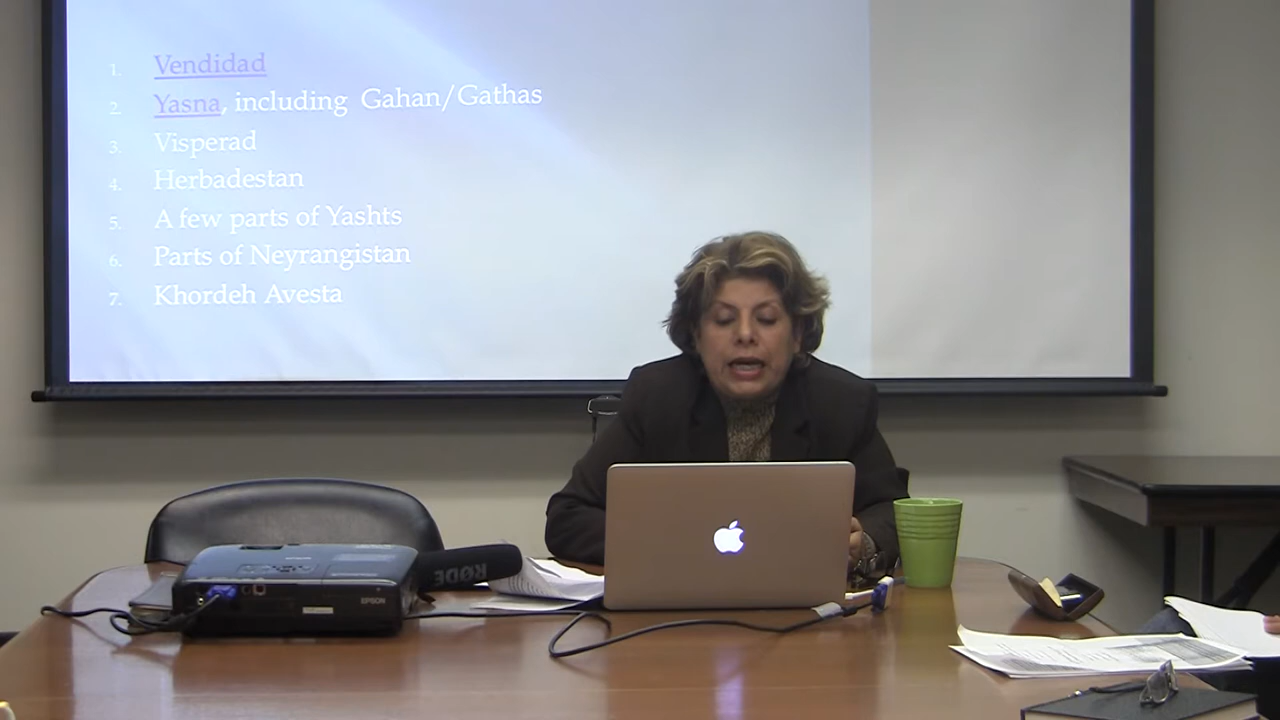 1. Vendidad
2. Yasna, including Gahan/Gathas
3. Visperad
4. Herbadestan
5. A few parts of Yashts
6. Parts of Neyrangistan
7. Khordeh Avesta
RØDE
EPSON